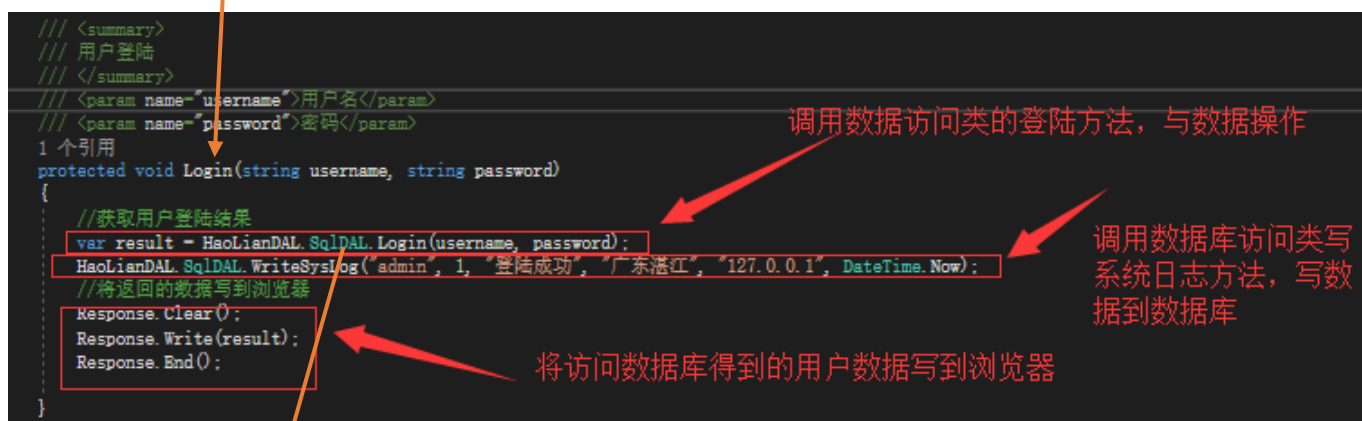 /// <summary>
/// 用户登陆
/// </summary>
/// <param name="username">用户名</param>
/// <param name="password">密码</param>
1 个引用
protected void Login(string username, string password)
{
//获取用户登陆结果
var result = HaoLianDAL.SqlDAL.Login(username, password);
HaoLianDAL.SqlDAL.WriteSysLog("admin", 1, "登陆成功", "广东湛江", "127.0.0.1", DateTime.Now);
//将返回的数据写到浏览器
Response.Clear();
Response.Write(result);
Response.End();
}
调用数据访问类的登陆方法，与数据操作
调用数据库访问类写
系统日志方法，写数
据到数据库
将访问数据库得到的用户数据写到浏览器